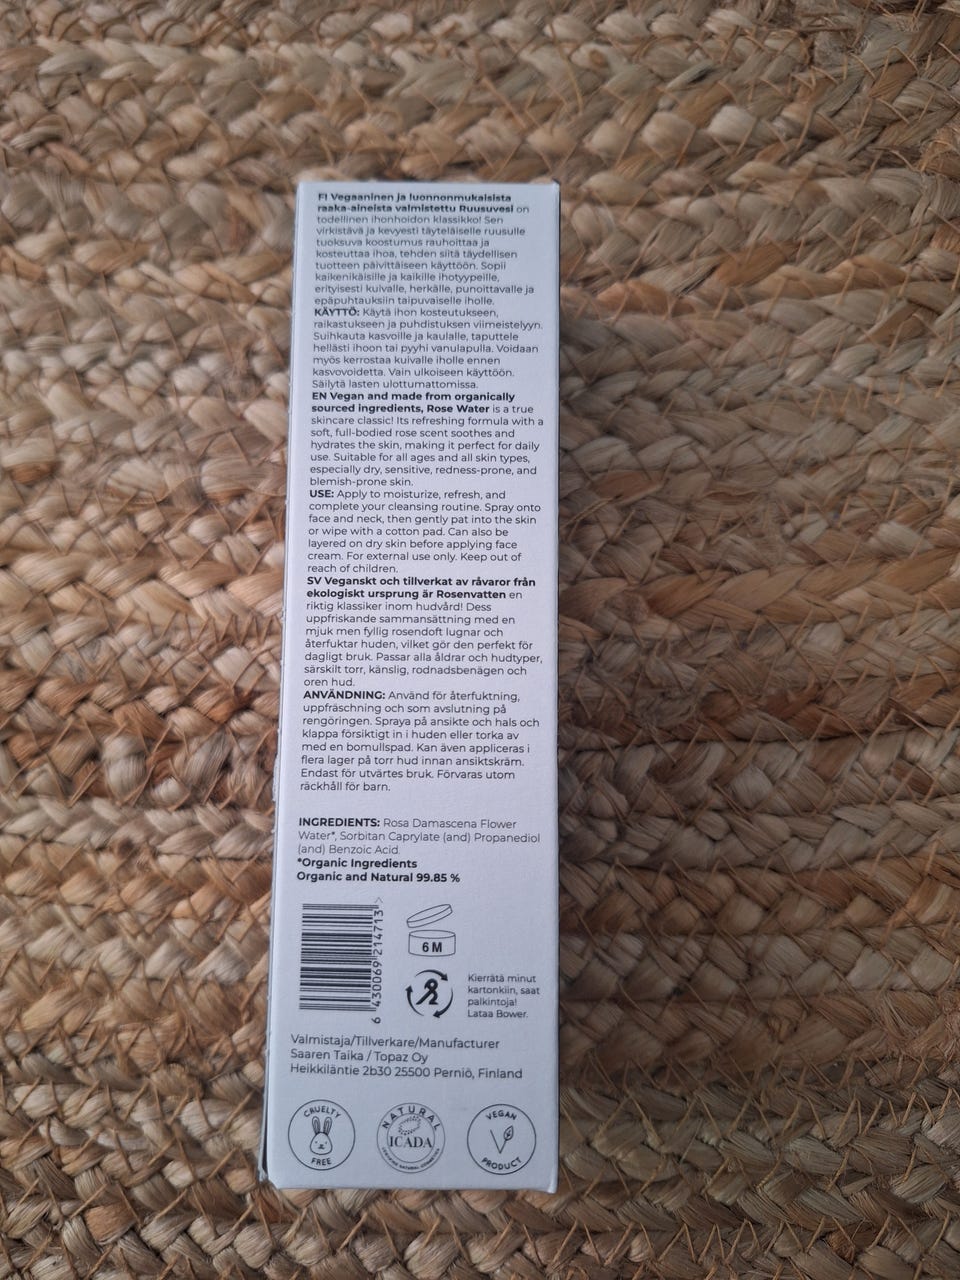 FI Vegaaninen ja luonnonmukaisista
raaka-aineista valmistettu Ruusuvesi on
todellinen ihonhoidon klassikko! Sen
virkistävä ja kevyesti täyteläiselle ruusulle
tuoksuva koostumus rauhoittaa ja
kosteuttaa ihoa, tehden siitä täydellisen
tuotteen päivittäiseen käyttöön. Sopii
kaikenikäisille ja kaikille ihotyypeille,
erityisesti kuivalle, herkälle, punoittavalle ja
epäpuhtauksiin taipuvaiselle iholle.
KÄYTTÖ: Käytä ihon kosteutukseen,
raikastukseen ja puhdistuksen viimeistelyyn.
Suihkauta kasvoille ja kaulalle, taputtele
hellästi ihoon tai pyyhi vanulapulla. Voidaan
myös kerrostaa kuivalle iholle ennen
kasvovoidetta. Vain ulkoiseen käyttöön.
Säilytä lasten ulottumattomissa.
EN Vegan and made from organically
sourced ingredients, Rose Water is a true
skincare classic! Its refreshing formula with a
soft, full-bodied rose scent soothes and
hydrates the skin, making it perfect for daily
use. Suitable for all ages and all skin types,
especially dry, sensitive, redness-prone, and
blemish-prone skin.
USE: Apply to moisturize, refresh, and
complete your cleansing routine. Spray onto
face and neck, then gently pat into the skin
or wipe with a cotton pad. Can also be
layered on dry skin before applying face
cream. For external use only. Keep out of
reach of children.
SV Veganskt och tillverkat av råvaror från
ekologiskt ursprung är Rosenvatten en
riktig klassiker inom hudvård! Dess
uppfriskande sammansättning med en
mjuk men fyllig rosendoft lugnar och
återfuktar huden, vilket gör den perfekt för
dagligt bruk. Passar alla åldrar och hudtyper,
särskilt torr, känslig, rodnadsbenägen och
oren hud.
ANVÄNDNING: Använd för återfuktning,
uppfräschning och som avslutning på
rengöringen. Spraya på ansikte och hals och
klappa försiktigt in i huden eller torka av
med en bomullspad. Kan även appliceras i
flera lager på torr hud innan ansiktskräm.
Endast för utvärtes bruk. Förvaras utom
räckhåll för barn.
INGREDIENTS: Rosa Damascena Flower
Water*, Sorbitan Caprylate (and) Propanediol
(and) Benzoic Acid.
*Organic Ingredients
Organic and Natural 99.85 %
6 430069 214713 >
6 M
Kierrätä minut
kartonkiin, saat
palkintoja!
Lataa Bower.
Valmistaja/Tillverkare/Manufacturer
Saaren Taika / Topaz Oy
Heikkiläntie 2b30 25500 Perniö, Finland
CRUELTY
FREE
NATURAL
ICADA
CERTIFIED NATURAL COSMETICS
VEGAN
PRODUCT